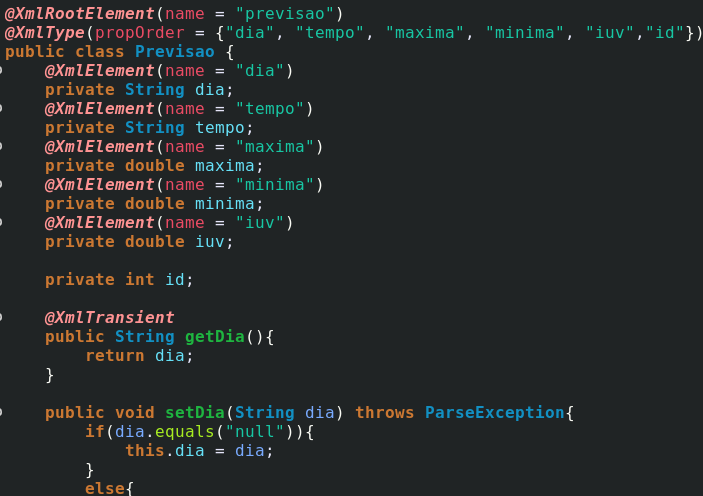 @XmlRootElement(name = "previsao")
@XmlType(propOrder = {"dia", "tempo", "maxima", "minima", "iuv","id"})
public class Previsao {
    @XmlElement(name = "dia")
    private String dia;
    @XmlElement(name = "tempo")
    private String tempo;
    @XmlElement(name = "maxima")
    private double maxima;
    @XmlElement(name = "minima")
    private double minima;
    @XmlElement(name = "iuv")
    private double iuv;

    private int id;

    @XmlTransient
    public String getDia(){
        return dia;
    }

    public void setDia(String dia) throws ParseException{
        if(dia.equals("null")){
            this.dia = dia;
        }
        else{